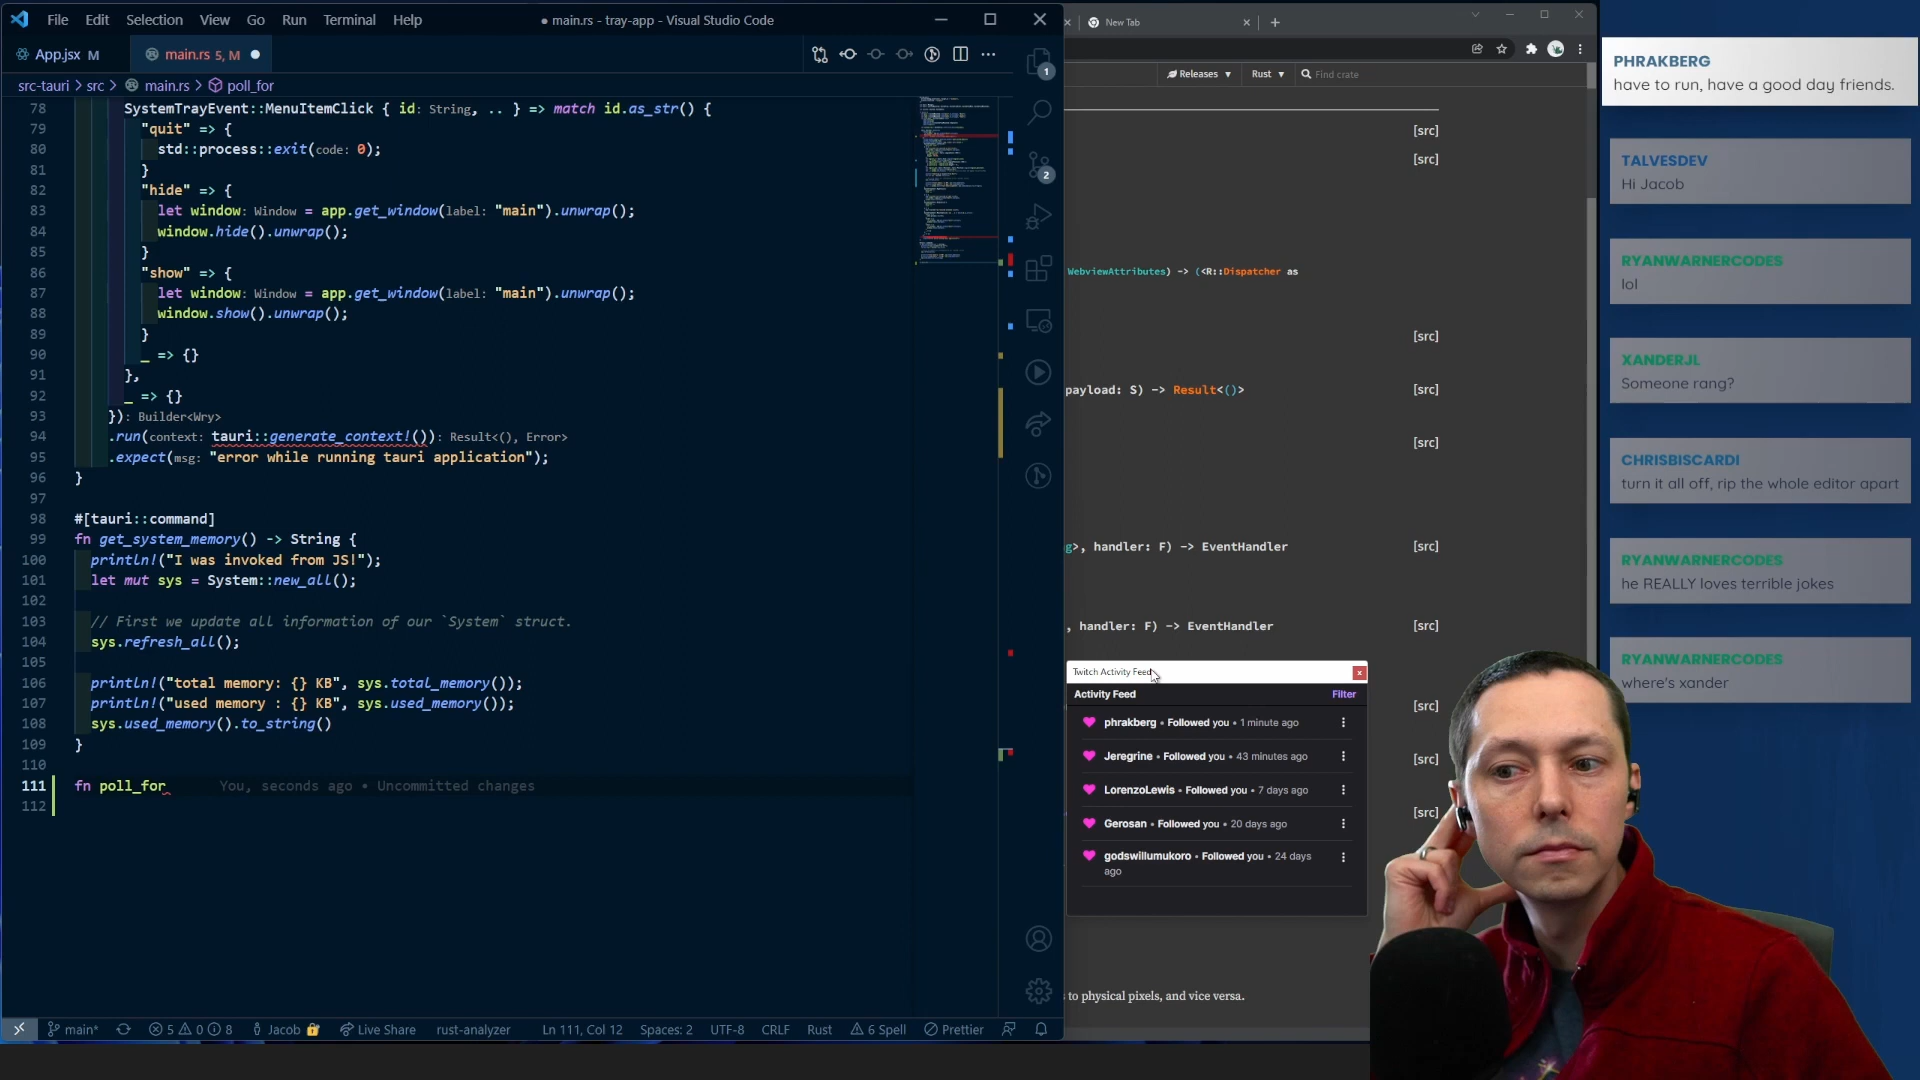 File Edit Selection View Go Run Terminal Help
● main.rs - tray-app - Visual Studio Code
App.jsx M
main.rs 5, M ●
src-tauri > src > main.rs > poll_for
78 SystemTrayEvent::MenuItemClick { id: String, .. } => match id.as_str() {
79 "quit" => {
80 std::process::exit(code: 0);
81 }
82 "hide" => {
83 let window: Window = app.get_window(label: "main").unwrap();
84 window.hide().unwrap();
85 }
86 "show" => {
87 let window: Window = app.get_window(label: "main").unwrap();
88 window.show().unwrap();
89 }
90 _ => {}
91 },
92 _ => {}
93 }): Builder<Wry>
94 .run(context: tauri::generate_context!()): Result<(), Error>
95 .expect(msg: "error while running tauri application");
96 }
97
98 #[tauri::command]
99 fn get_system_memory() -> String {
100 println!("I was invoked from JS!");
101 let mut sys = System::new_all();
102
103 // First we update all information of our `System` struct.
104 sys.refresh_all();
105
106 println!("total memory: {} KB", sys.total_memory());
107 println!("used memory : {} KB", sys.used_memory());
108 sys.used_memory().to_string()
109 }
110
111 fn poll_for You, seconds ago • Uncommitted changes
112
1
2
main* 5 0 8 Jacob Live Share rust-analyzer Ln 111, Col 12 Spaces: 2 UTF-8 CRLF Rust 6 Spell Prettier
New Tab
Releases Rust Find crate
[src]
[src]
WebviewAttributes) -> (<R::Dispatcher as
[src]
payload: S) -> Result<()> [src]
[src]
g>, handler: F) -> EventHandler [src]
, handler: F) -> EventHandler [src]
[src]
[src]
[src]
to physical pixels, and vice versa.
Twitch Activity Feed
Activity Feed Filter
phrakberg • Followed you • 1 minute ago
Jeregrine • Followed you • 43 minutes ago
LorenzoLewis • Followed you • 7 days ago
Gerosan • Followed you • 20 days ago
godswillumukoro • Followed you • 24 days
ago
PHRAKBERG
have to run, have a good day friends.
TALVESDEV
Hi Jacob
RYANWARNERCODES
lol
XANDERJL
Someone rang?
CHRISBISCARDI
turn it all off, rip the whole editor apart
RYANWARNERCODES
he REALLY loves terrible jokes
RYANWARNERCODES
where's xander